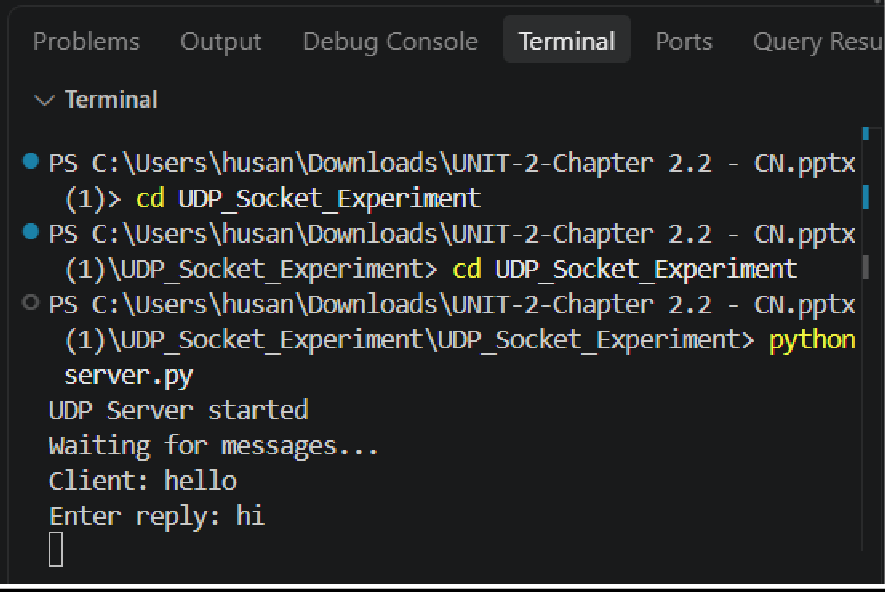 Problems Output Debug Console Terminal Ports Query Resu
Terminal
PS C:\Users\husan\Downloads\UNIT-2-Chapter 2.2 - CN.pptx
(1)> cd UDP_Socket_Experiment
PS C:\Users\husan\Downloads\UNIT-2-Chapter 2.2 - CN.pptx
(1)\UDP_Socket_Experiment> cd UDP_Socket_Experiment
PS C:\Users\husan\Downloads\UNIT-2-Chapter 2.2 - CN.pptx
(1)\UDP_Socket_Experiment\UDP_Socket_Experiment> python
server.py
UDP Server started
Waiting for messages...
Client: hello
Enter reply: hi